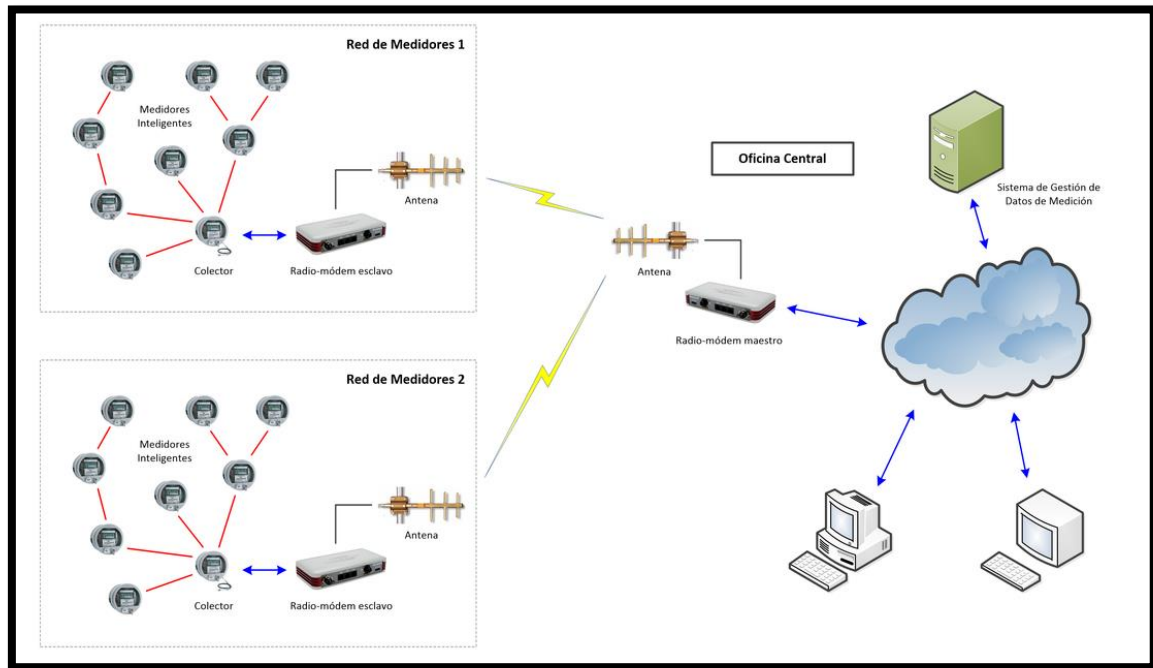 Red de Medidores 1
Medidores
Inteligentes
Antena
Colector
Radio-módem esclavo
Oficina Central
Sistema de Gestión de
Datos de Medición
Antena
Radio-módem maestro
Red de Medidores 2
Medidores
Inteligentes
Antena
Colector
Radio-módem esclavo